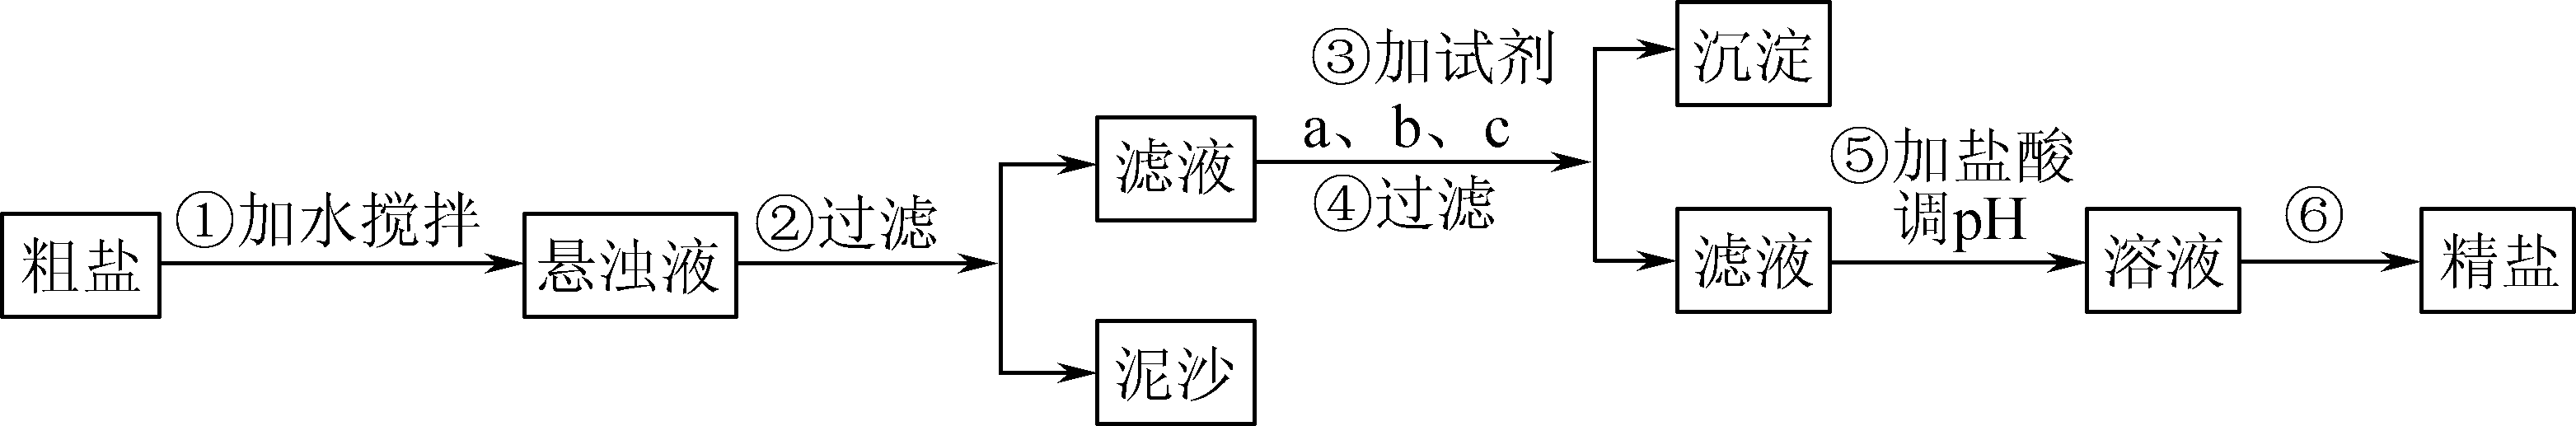 粗盐
①加水搅拌
悬浊液
②过滤
滤液
泥沙
③加试剂
a、b、c
④过滤
沉淀
滤液
⑤加盐酸
调pH
溶液
⑥
精盐